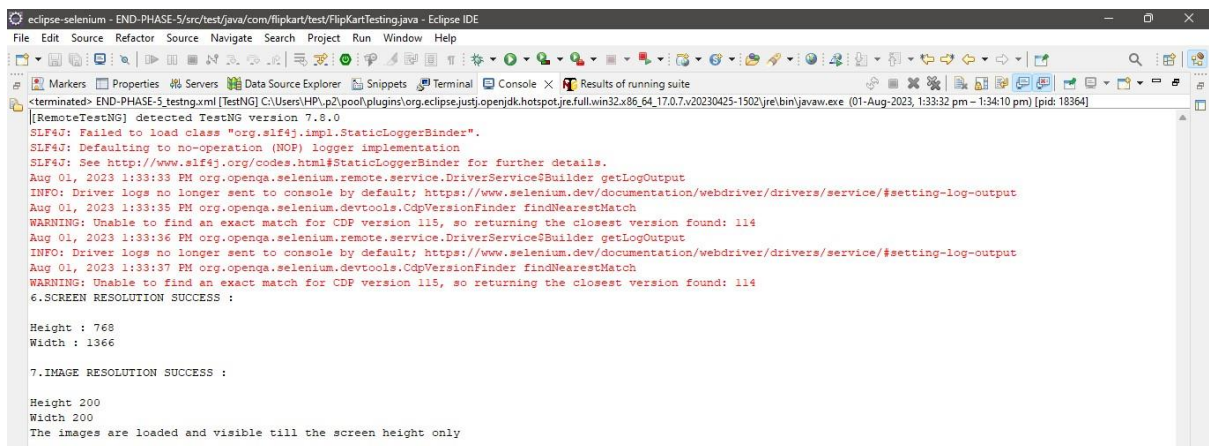 eclipse-selenium - END-PHASE-5/src/test/java/com/flipkart/test/FlipKartTesting.java - Eclipse IDE
File Edit Source Refactor Source Navigate Search Project Run Window Help
Markers Properties Servers Data Source Explorer Snippets Terminal Console Results of running suite
<terminated> END-PHASE-5_testng.xml [TestNG] C:\Users\HP\.p2\pool\plugins\org.eclipse.justj.openjdk.hotspot.jre.full.win32.x86_64_17.0.7.v20230425-1502\jre\bin\javaw.exe (01-Aug-2023, 1:33:32 pm – 1:34:10 pm) [pid: 18364]
[RemoteTestNG] detected TestNG version 7.8.0
SLF4J: Failed to load class "org.slf4j.impl.StaticLoggerBinder".
SLF4J: Defaulting to no-operation (NOP) logger implementation
SLF4J: See http://www.slf4j.org/codes.html#StaticLoggerBinder for further details.
Aug 01, 2023 1:33:33 PM org.openqa.selenium.remote.service.DriverService$Builder getLogOutput
INFO: Driver logs no longer sent to console by default; https://www.selenium.dev/documentation/webdriver/drivers/service/#setting-log-output
Aug 01, 2023 1:33:35 PM org.openqa.selenium.devtools.CdpVersionFinder findNearestMatch
WARNING: Unable to find an exact match for CDP version 115, so returning the closest version found: 114
Aug 01, 2023 1:33:36 PM org.openqa.selenium.remote.service.DriverService$Builder getLogOutput
INFO: Driver logs no longer sent to console by default; https://www.selenium.dev/documentation/webdriver/drivers/service/#setting-log-output
Aug 01, 2023 1:33:37 PM org.openqa.selenium.devtools.CdpVersionFinder findNearestMatch
WARNING: Unable to find an exact match for CDP version 115, so returning the closest version found: 114
6.SCREEN RESOLUTION SUCCESS :
Height : 768
Width : 1366
7.IMAGE RESOLUTION SUCCESS :
Height 200
Width 200
The images are loaded and visible till the screen height only